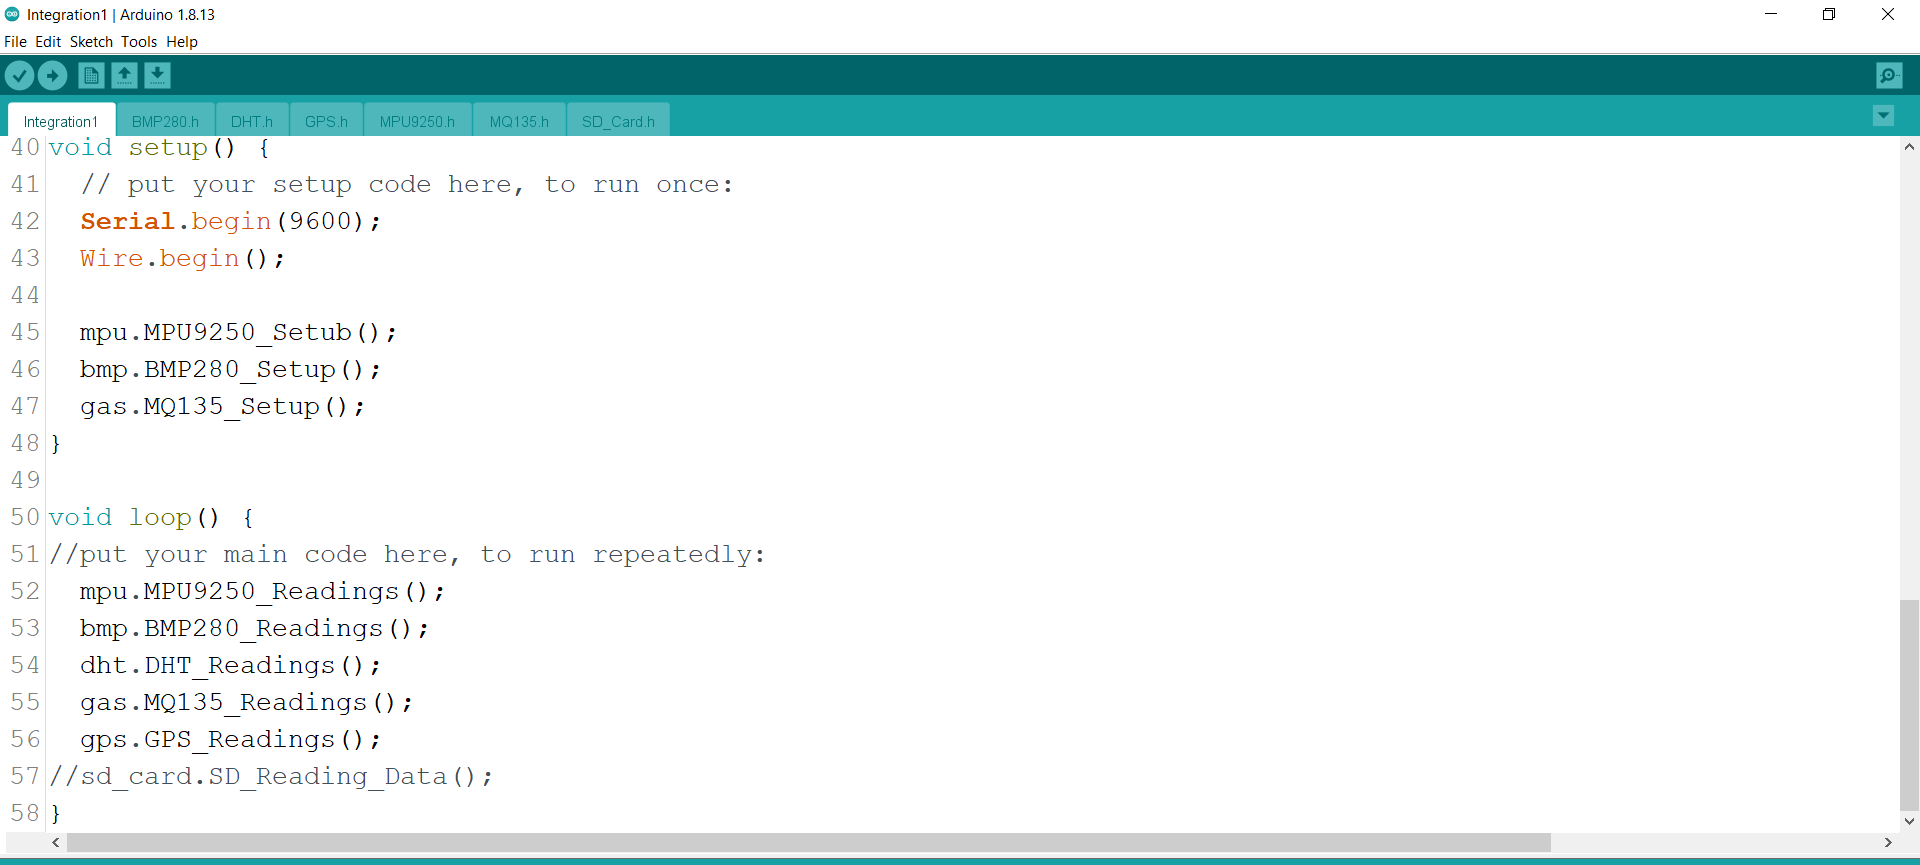 Integration1 | Arduino 1.8.13
File Edit Sketch Tools Help
Integration1 BMP280.h DHT.h GPS.h MPU9250.h MQ135.h SD_Card.h
40 void setup() {
41 // put your setup code here, to run once:
42 Serial.begin(9600);
43 Wire.begin();
44
45 mpu.MPU9250_Setub();
46 bmp.BMP280_Setup();
47 gas.MQ135_Setup();
48 }
49
50 void loop() {
51 //put your main code here, to run repeatedly:
52 mpu.MPU9250_Readings();
53 bmp.BMP280_Readings();
54 dht.DHT_Readings();
55 gas.MQ135_Readings();
56 gps.GPS_Readings();
57 //sd_card.SD_Reading_Data();
58 }